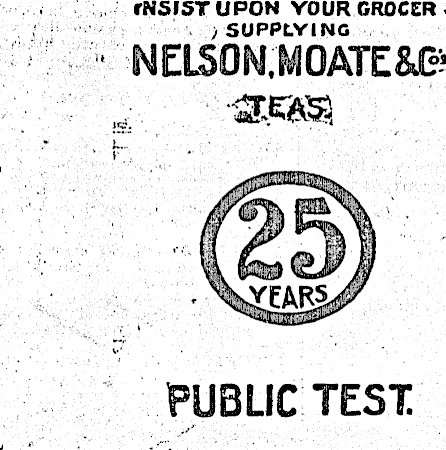 INSIST UPON YOUR GROCER
SUPPLYING
NELSON, MOATE & Co's
TEAS.
25
YEARS
PUBLIC TEST.